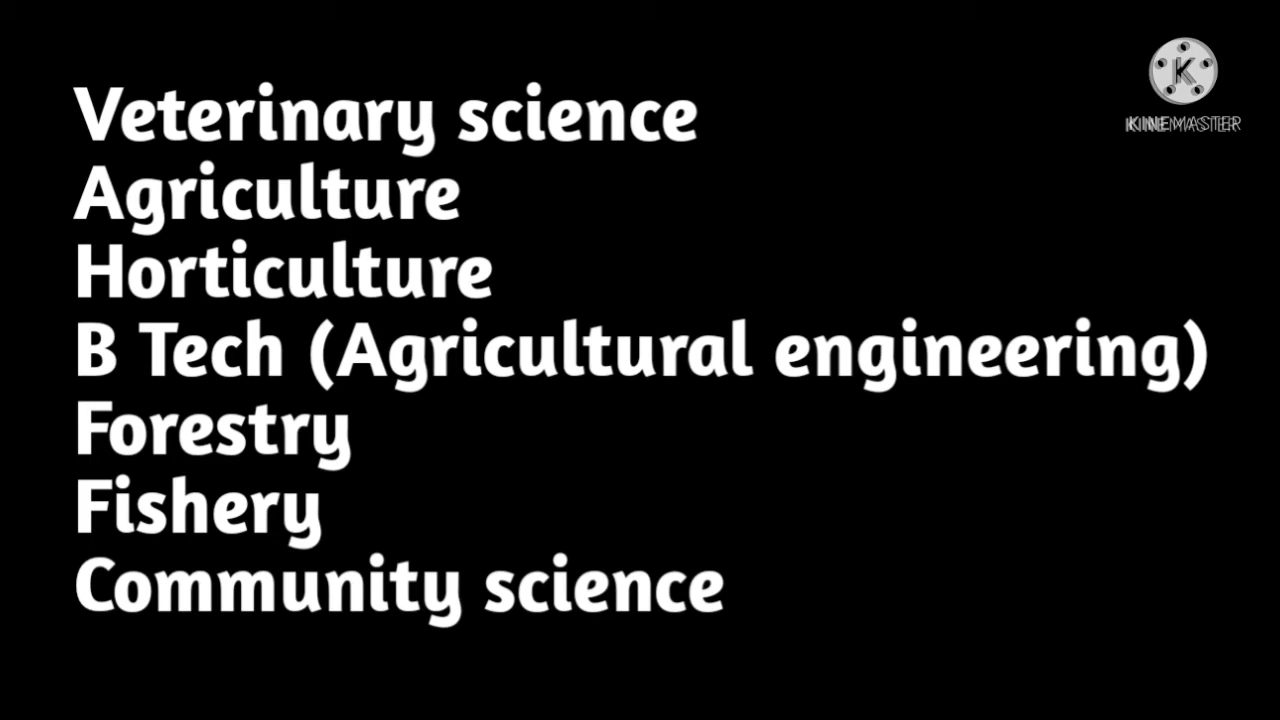 Veterinary science
Agriculture
Horticulture
B Tech (Agricultural engineering)
Forestry
Fishery
Community science
K
KINEMASTER